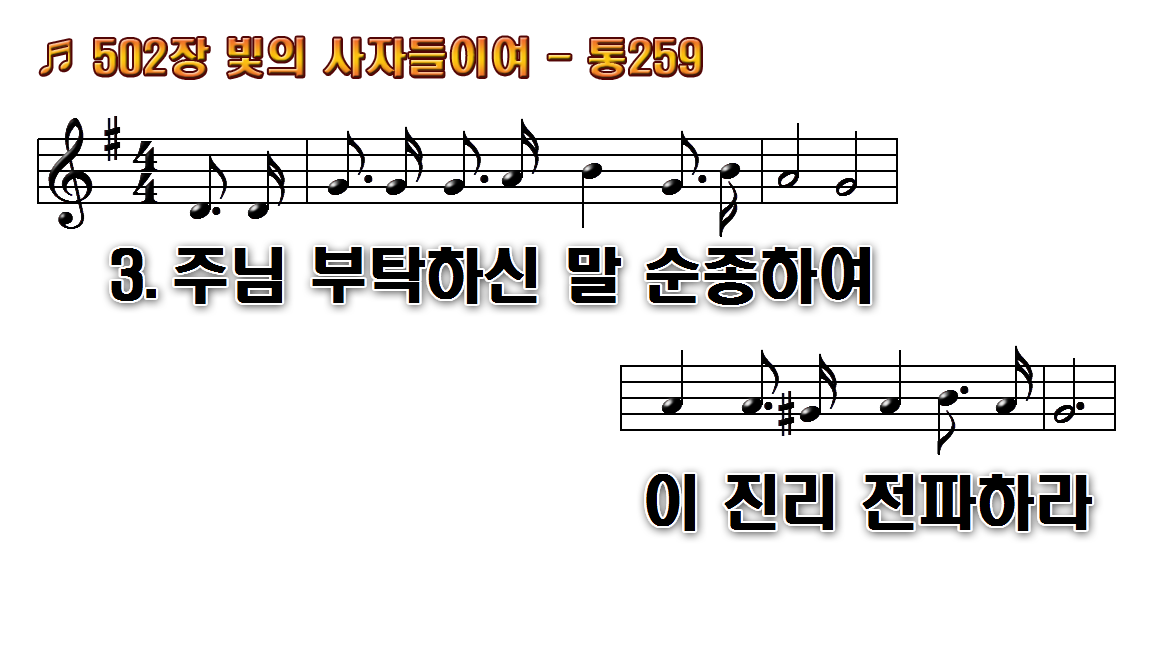 ♬ 502장 빛의 사자들이여 - 통259
3. 주님 부탁하신 말 순종하여
이 진리 전파하라